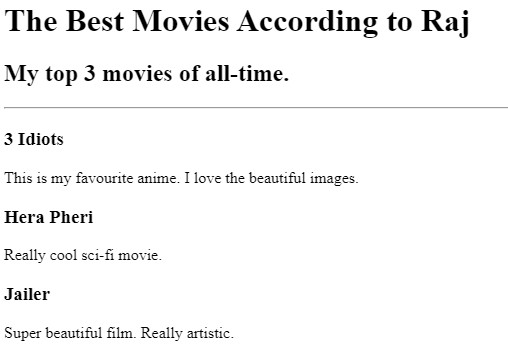 The Best Movies According to Raj
My top 3 movies of all-time.
3 Idiots
This is my favourite anime. I love the beautiful images.
Hera Pheri
Really cool sci-fi movie.
Jailer
Super beautiful film. Really artistic.